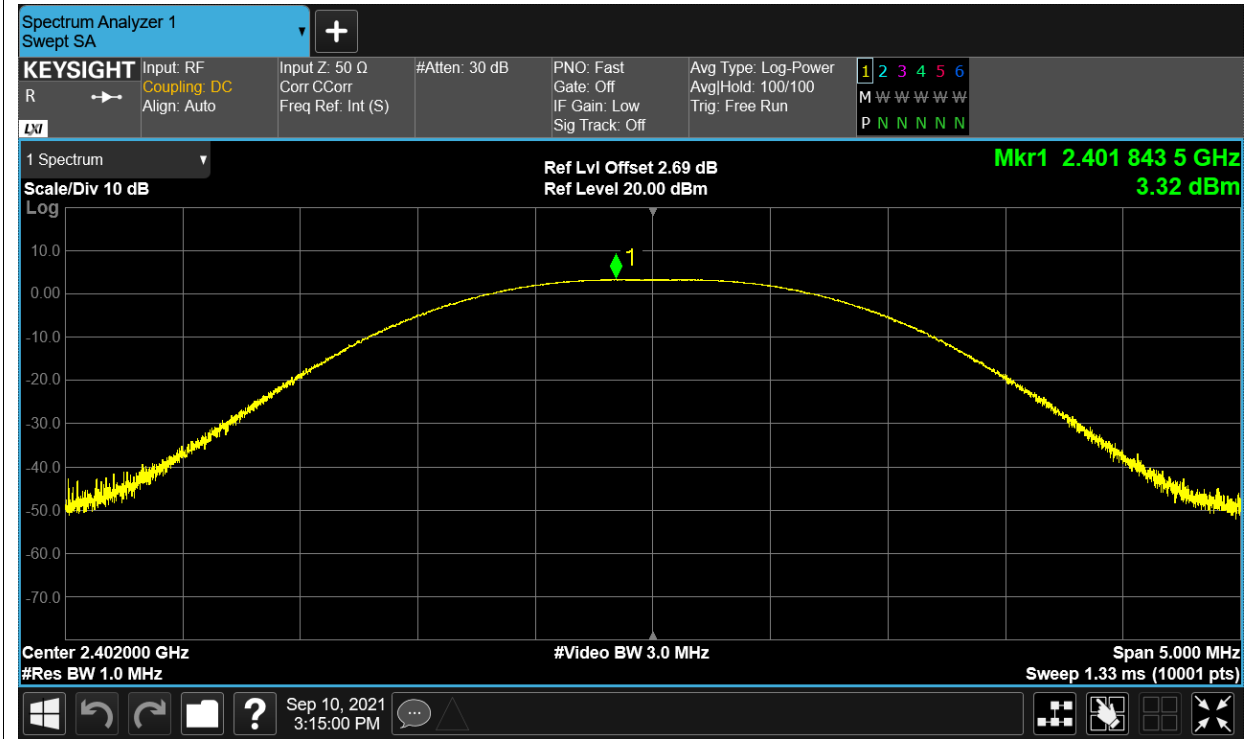 Spectrum Analyzer 1
Swept SA
+
KEYSIGHT
R
LXI
Input: RF
Coupling: DC
Align: Auto
Input Z: 50 Ω
Corr CCorr
Freq Ref: Int (S)
#Atten: 30 dB
PNO: Fast
Gate: Off
IF Gain: Low
Sig Track: Off
Avg Type: Log-Power
Avg|Hold: 100/100
Trig: Free Run
1 2 3 4 5 6
M W W W W W W
P N N N N N N
1 Spectrum
Scale/Div 10 dB
Log
Ref Lvl Offset 2.69 dB
Ref Level 20.00 dBm
Mkr1 2.401 843 5 GHz
3.32 dBm
1
10.0
0.00
-10.0
-20.0
-30.0
-40.0
-50.0
-60.0
-70.0
Center 2.402000 GHz
#Video BW 3.0 MHz
Span 5.000 MHz
#Res BW 1.0 MHz
Sweep 1.33 ms (10001 pts)
?
Sep 10, 2021
3:15:00 PM